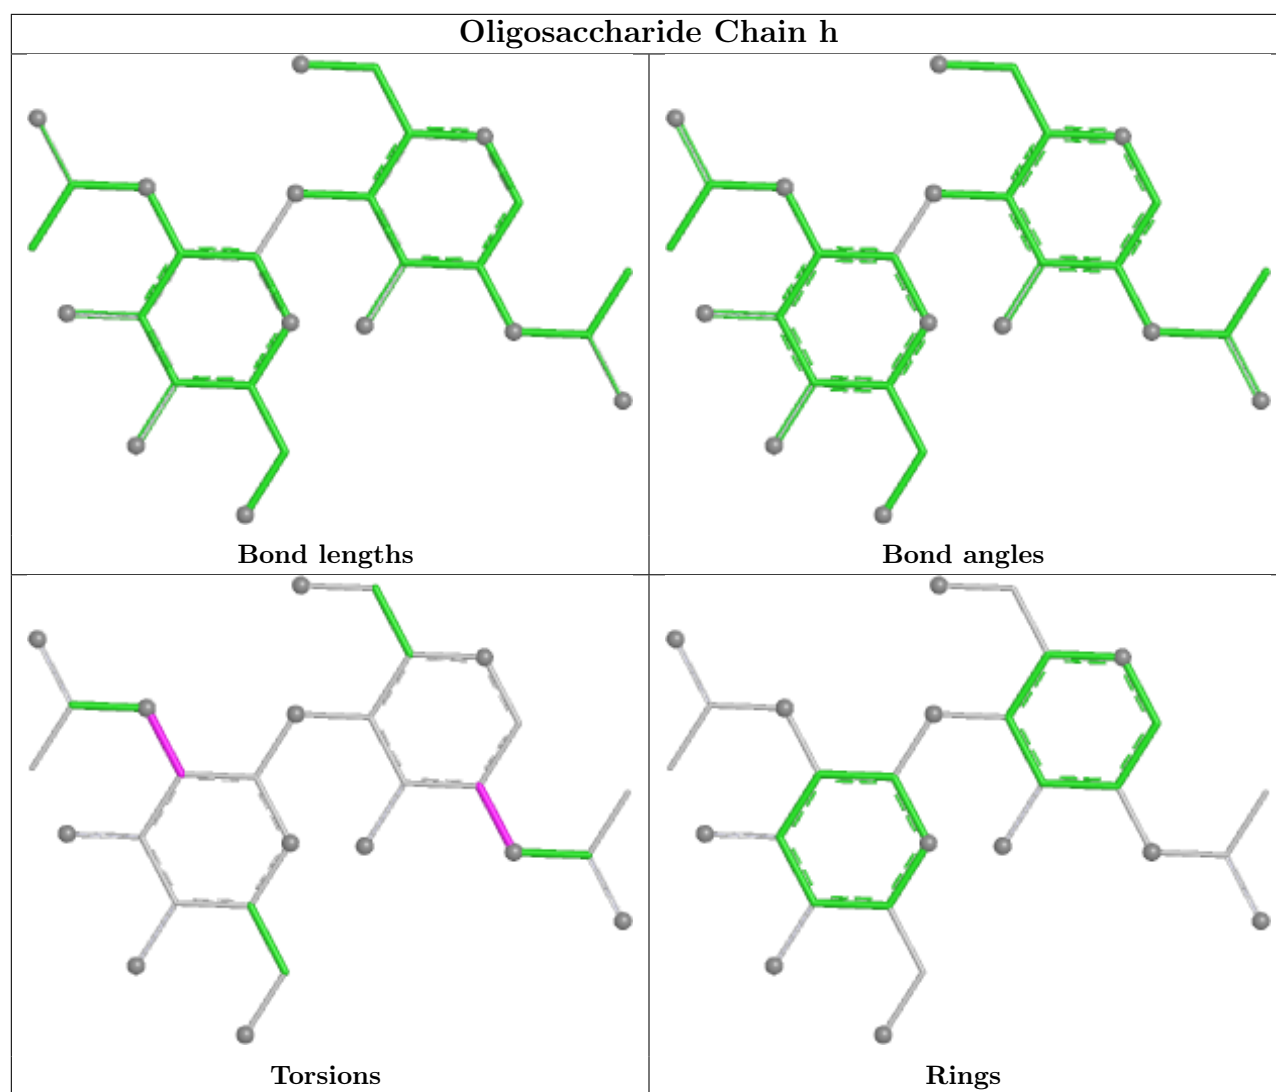 Oligosaccharide Chain h
Bond lengths
Bond angles
Torsions
Rings